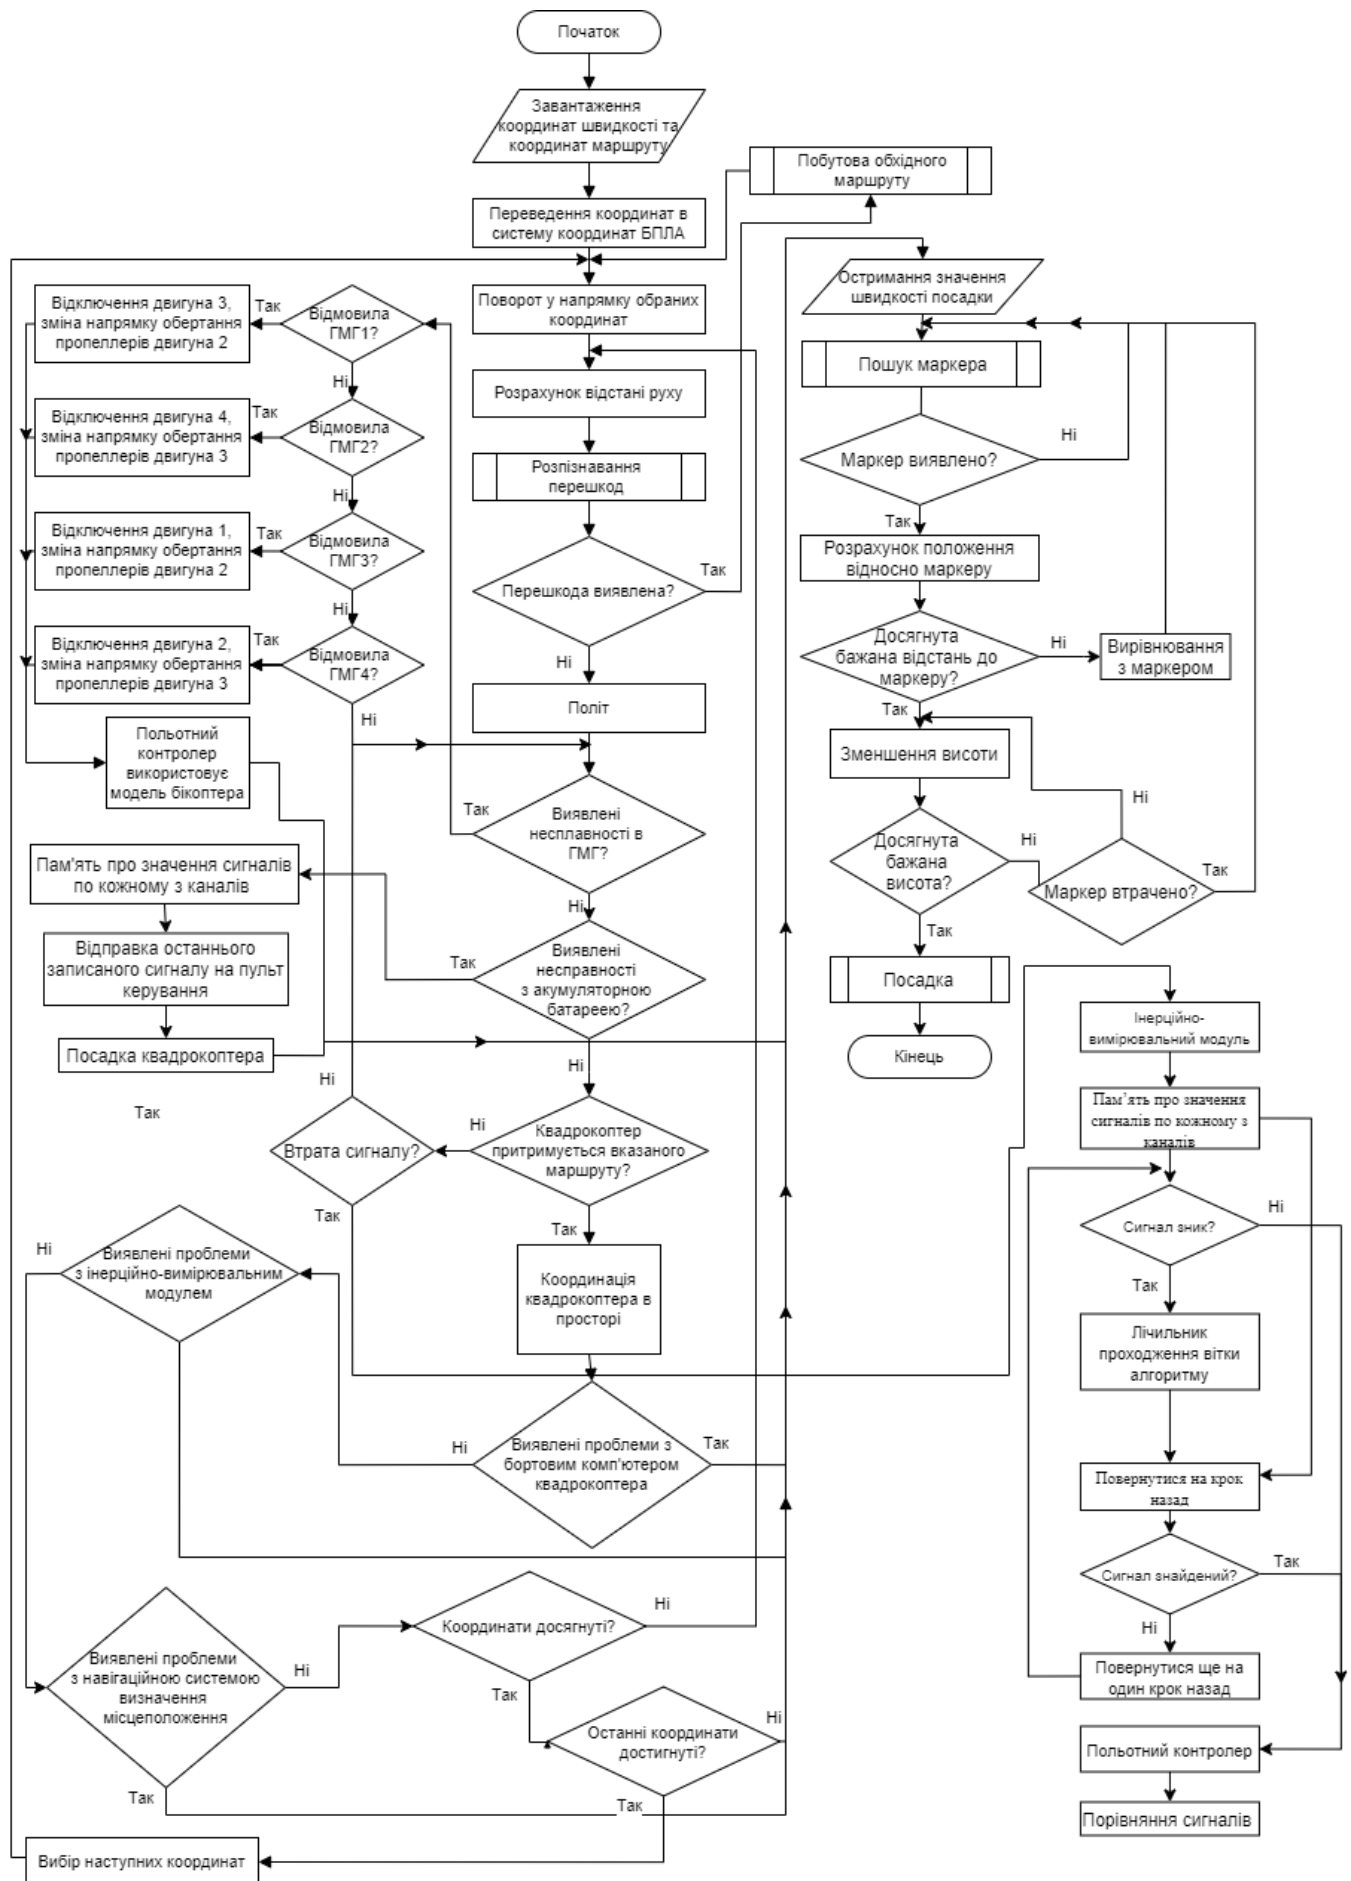 Початок
Завантаження
координат швидкості та
координат маршруту
Побутова обхідного
маршруту
Переведення координат в
систему координат БПЛА
Остримання значення
швидкості посадки
Поворот у напрямку обраних
координат
Відключення двигуна 3,
зміна напрямку обертання
пропеллерів двигуна 2
Так
Відмовила
ГМГ1?
Ні
Відключення двигуна 4,
зміна напрямку обертання
пропеллерів двигуна 3
Так
Відмовила
ГМГ2?
Ні
Відключення двигуна 1,
зміна напрямку обертання
пропеллерів двигуна 2
Так
Відмовила
ГМГ3?
Ні
Відключення двигуна 2,
зміна напрямку обертання
пропеллерів двигуна 3
Так
Відмовила
ГМГ4?
Ні
Польотний
контролер
використовує
модель бікоптера
Розрахунок відстані руху
Розпізнавання
перешкод
Перешкода виявлена?
Так
Ні
Політ
Виявлені
несплавності в
ГМГ?
Так
Ні
Виявлені
несправності
з акумуляторною
батареею?
Так
Ні
Пам'ять про значення сигналів
по кожному з каналів
Відправка останнього
записаного сигналу на пульт
керування
Посадка квадрокоптера
Так
Ні
Втрата сигналу?
Так
Ні
Квадрокоптер
притримується вказаного
маршруту?
Так
Координація
квадрокоптера в
просторі
Виявлені проблеми з
бортовим комп'ютером
квадрокоптера
Так
Ні
Виявлені проблеми
з інерційно-вимірювальним
модулем
Ні
Виявлені проблеми
з навігаційною системою
визначення
місцеположення
Ні
Так
Координати досягнуті?
Ні
Так
Останні координати
достигнуті?
Ні
Так
Вибір наступних координат
Пошук маркера
Маркер виявлено?
Ні
Так
Розрахунок положення
відносно маркеру
Досягнута
бажана відстань до
маркеру?
Ні
Вирівнювання
з маркером
Так
Зменшення висоти
Досягнута
бажана
висота?
Ні
Маркер втрачено?
Ні
Так
Так
Посадка
Кінець
Інерційно-
вимірювальний модуль
Пам’ять про значення
сигналів по кожному з
каналів
Сигнал зник?
Ні
Так
Лічильник
проходження вітки
алгоритму
Повернутися на крок
назад
Сигнал знайдений?
Так
Ні
Повернутися ще на
один крок назад
Польотний контролер
Порівняння сигналів